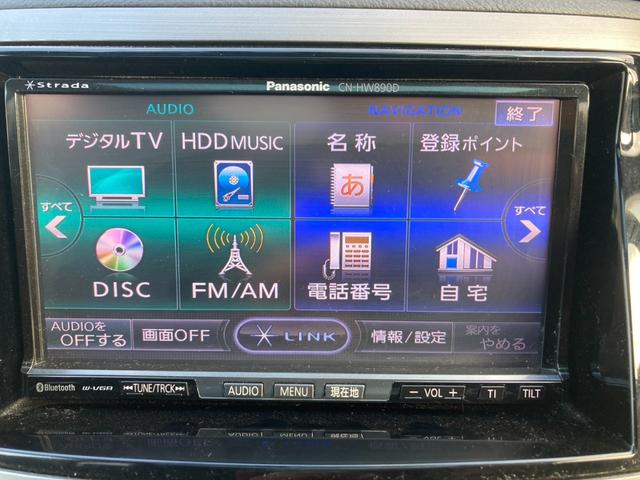 Strada
Panasonic CN-HW890D
AUDIO
NAVIGATION
終了
デジタルTV
HDD MUSIC
名称
登録ポイント
すべて
すべて
DISC
FM/AM
電話番号
自宅
あ
AUDIOを
OFFする
画面OFF
LINK
情報/設定
案内を
やめる
Bluetooth
W-VGA
TUNE/TRCK
AUDIO
MENU
現在地
− VOL +
TI
TILT